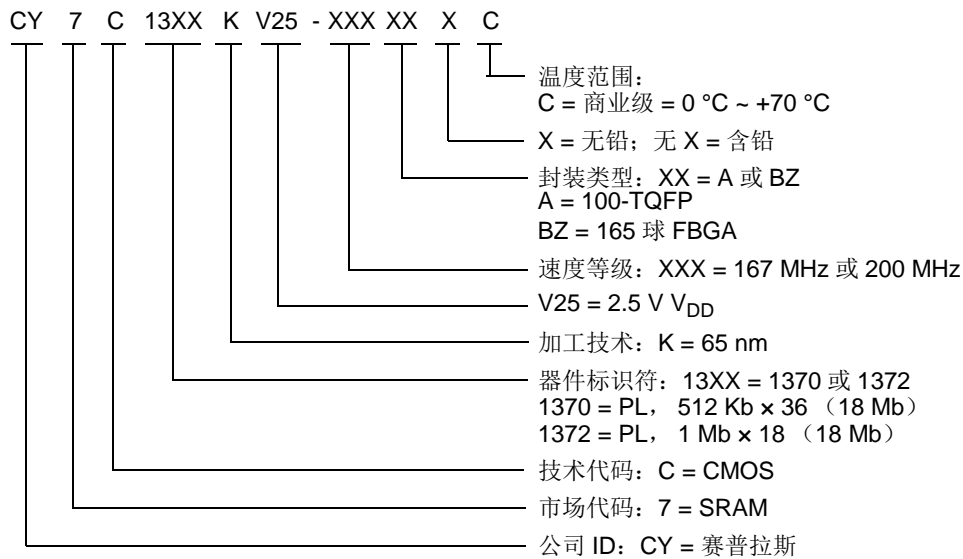 CY 7 C 13XX K V25 - XXX XX X C
温度范围：
C = 商业级 = 0 °C ~ +70 °C
X = 无铅；无 X = 含铅
封装类型：XX = A 或 BZ
A = 100-TQFP
BZ = 165 球 FBGA
速度等级：XXX = 167 MHz 或 200 MHz
V25 = 2.5 V VDD
加工技术：K = 65 nm
器件标识符：13XX = 1370 或 1372
1370 = PL， 512 Kb × 36 （18 Mb）
1372 = PL， 1 Mb × 18 （18 Mb）
技术代码：C = CMOS
市场代码：7 = SRAM
公司 ID：CY = 赛普拉斯